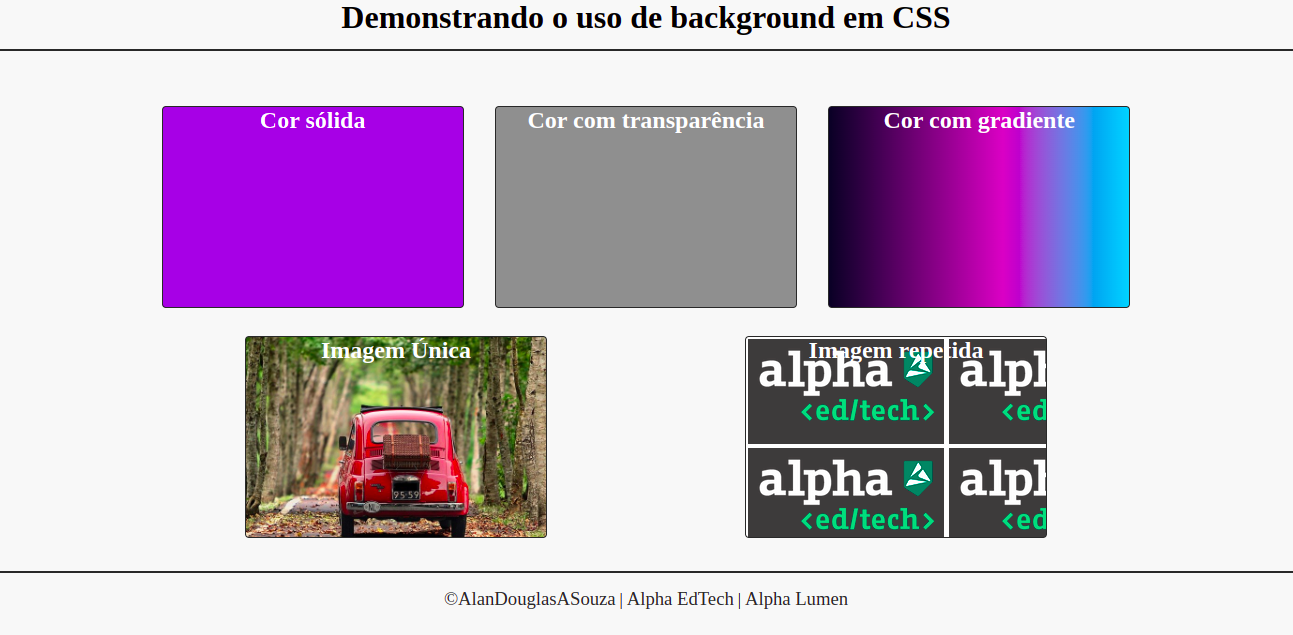 Demonstrando o uso de background em CSS
Cor sólida
Cor com transparência
Cor com gradiente
Imagem Única
95-59
NL
Imagem repetida
alpha
alph
<ed/tech>
<ed
alpha
alph
<ed/tech>
<ed
©AlanDouglasASouza | Alpha EdTech | Alpha Lumen